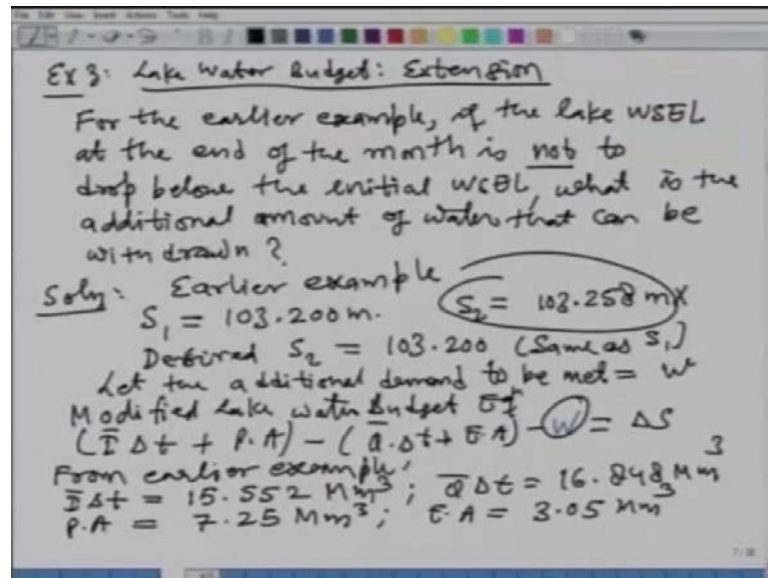 Ex 3: Lake Water Budget: Extension
For the earlier example, if the lake WSEL
at the end of the month is not to
drop below the initial WSEL, what is the
additional amount of water that can be
withdrawn?
Soln: Earlier example
S₁ = 103.200 m. S₂ = 103.258 m X
Desired S₂ = 103.200 (Same as S₁)
Let the additional demand to be met = W
Modified Lake water Budget Eq
(Ī Δt + P.A) - (Q̄.Δt + E.A) - W = ΔS
From earlier example,
Ī Δt = 15.552 Mm³; Q̄ Δt = 16.848 Mm³
P.A = 7.25 Mm³; E.A = 3.05 Mm³